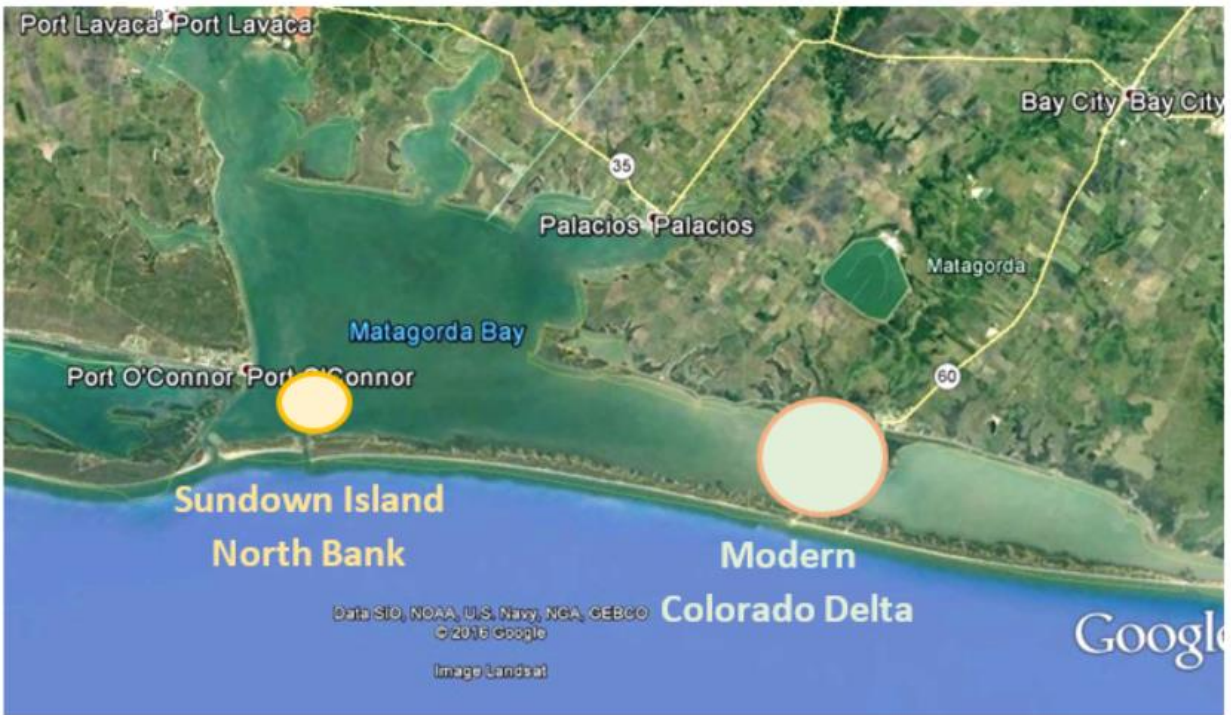 Port Lavaca Port Lavaca
Bay City Bay City
35
Palacios Palacios
Matagorda
Matagorda Bay
Port O'Connor Port O'Connor
60
Sundown Island
North Bank
Modern
Colorado Delta
Data SIO, NOAA, U.S. Navy, NGA, GEBCO
© 2016 Google
Image Landsat
Google